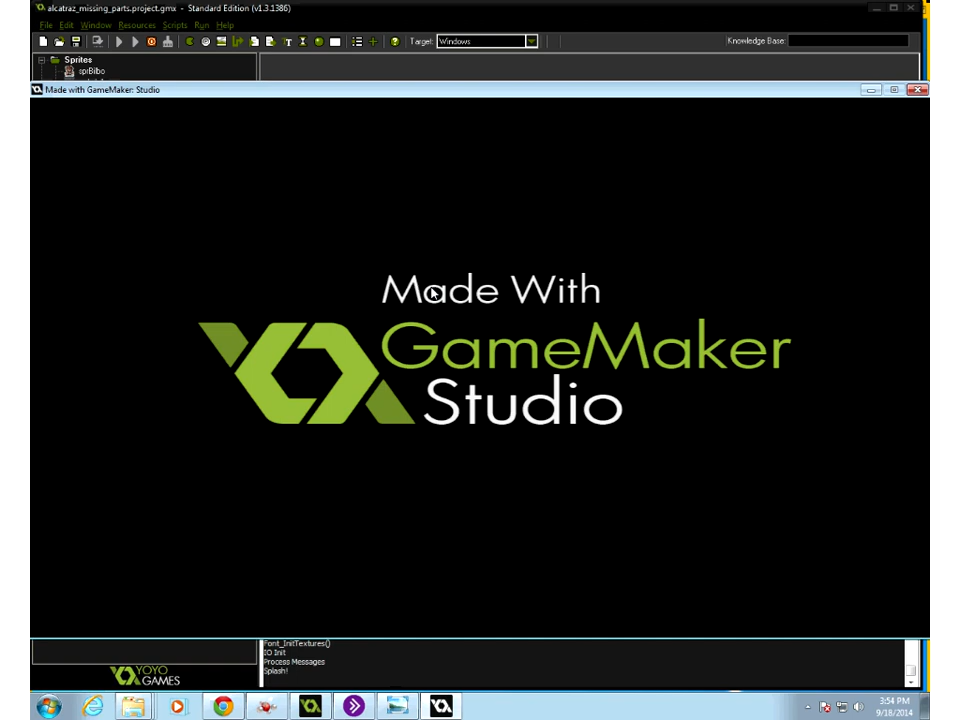 alcatraz_missing_parts.project.gmx - Standard Edition (v1.3.1386)
File Edit Window Resources Scripts Run Help
Target: Windows
Knowledge Base:
Sprites
sprBilbo
Made with GameMaker: Studio
Made With
GameMaker
Studio
Font_InitTextures()
IO Init
Process Messages
Splash!
YOYO
GAMES
3:54 PM
9/18/2014